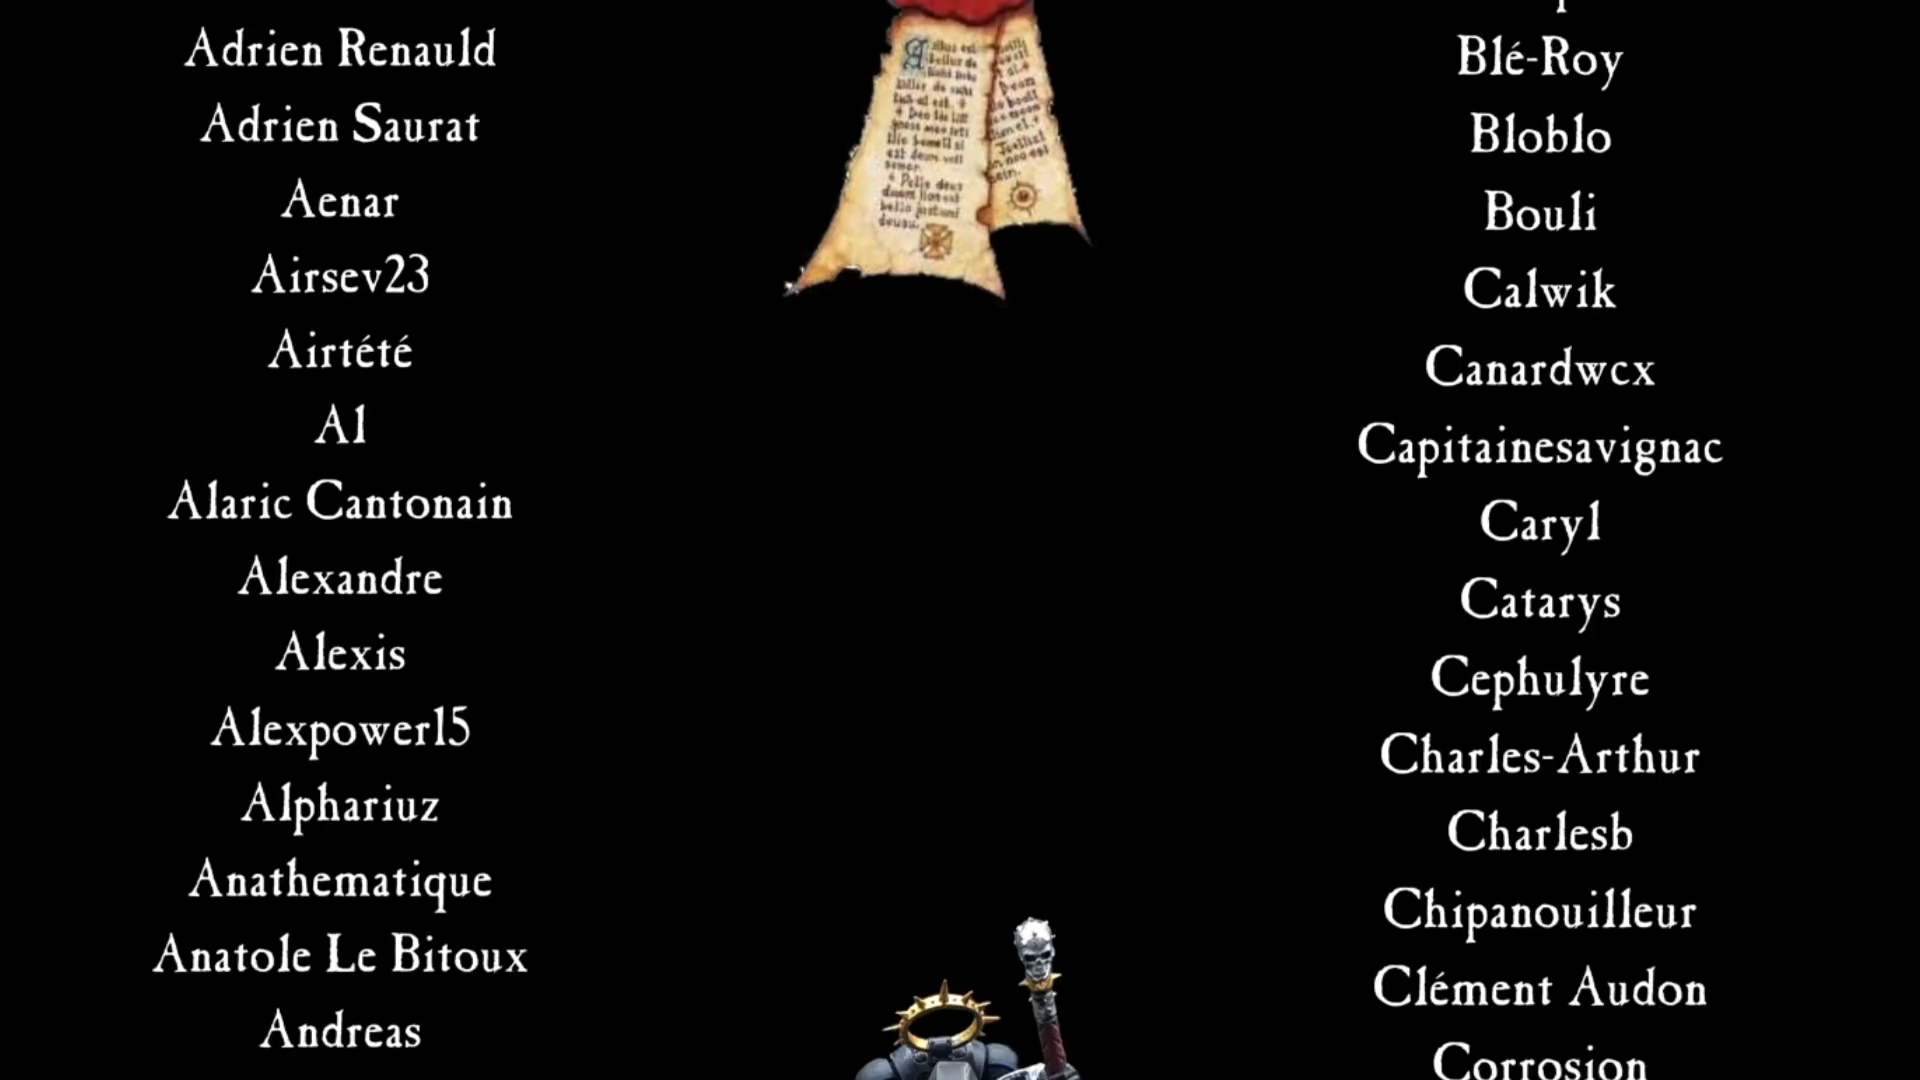 Adrien Renauld
Adrien Saurat
Aenar
Airsev23
Airtété
Al
Alaric Cantonain
Alexandre
Alexis
Alexpower15
Alphariuz
Anathematique
Anatole Le Bitoux
Andreas
Blé-Roy
Bloblo
Bouli
Calwik
Canardwcx
Capitainesavignac
Caryl
Catarys
Cephulyre
Charles-Arthur
Charlesb
Chipanouilleur
Clément Audon
Corrosion